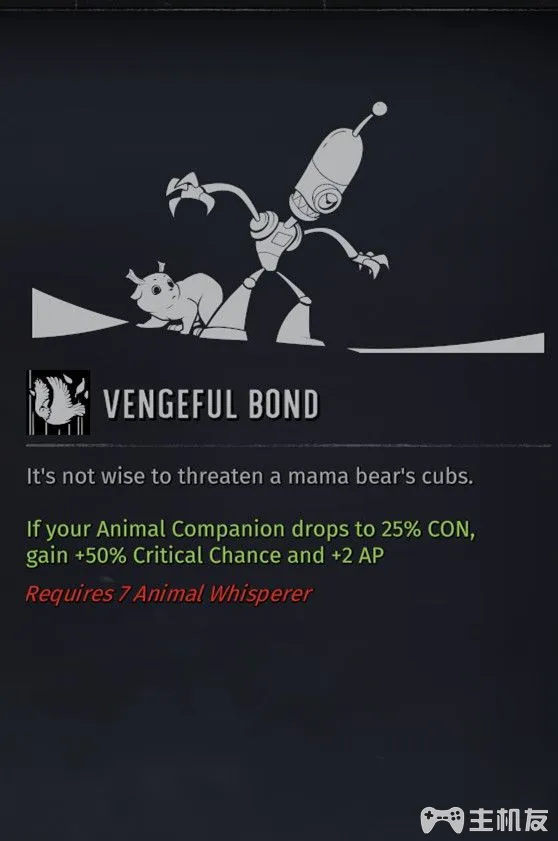 VENGEFUL BOND
It's not wise to threaten a mama bear's cubs.
If your Animal Companion drops to 25% CON,
gain +50% Critical Chance and +2 AP
Requires 7 Animal Whisperer
主机友